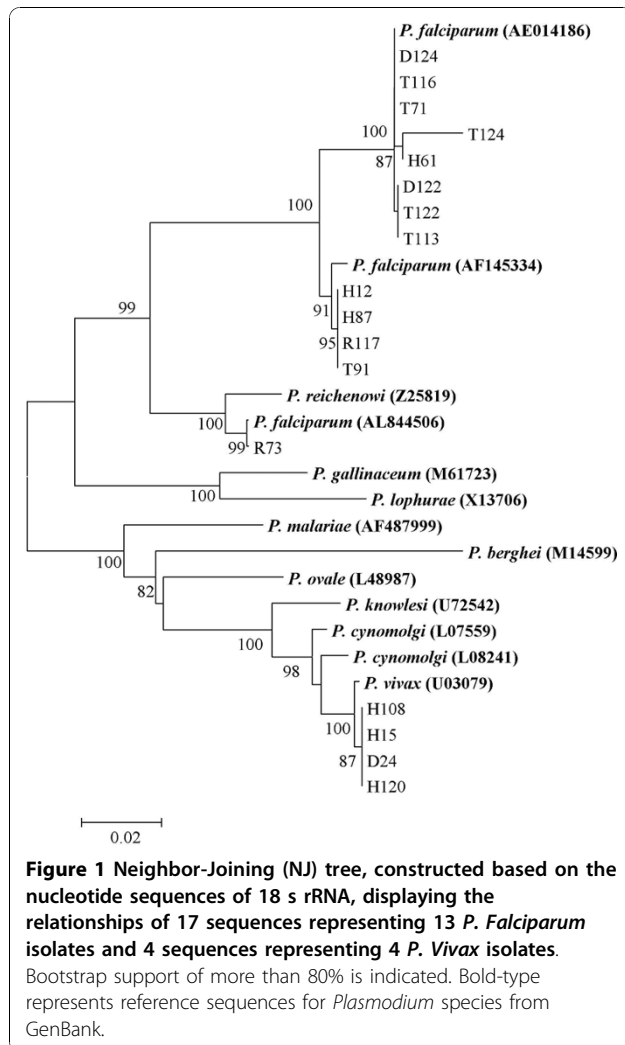 P. falciparum (AE014186)
D124
T116
T71
100
T124
87
H61
D122
T122
T113
100
P. falciparum (AF145334)
H12
91
H87
95
R117
T91
99
P. reichenowi (Z25819)
100
P. falciparum (AL844506)
99
R73
P. gallinaceum (M61723)
100
P. lophurae (X13706)
P. malariae (AF487999)
100
P. berghei (M14599)
82
P. ovale (L48987)
P. knowlesi (U72542)
100
P. cynomolgi (L07559)
98
P. cynomolgi (L08241)
P. vivax (U03079)
H108
100
H15
87
D24
H120
0.02
Figure 1 Neighbor-Joining (NJ) tree, constructed based on the
nucleotide sequences of 18 s rRNA, displaying the
relationships of 17 sequences representing 13 P. Falciparum
isolates and 4 sequences representing 4 P. Vivax isolates.
Bootstrap support of more than 80% is indicated. Bold-type
represents reference sequences for Plasmodium species from
GenBank.